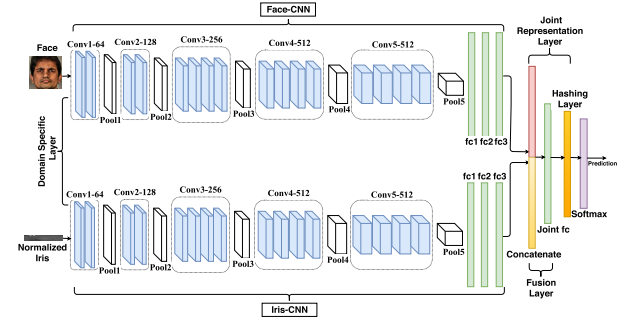 Face-CNN
Joint
Representation
Layer
Face
Conv1-64
Conv2-128
Conv3-256
Conv4-512
Conv5-512
Hashing
Layer
Pool1
Pool2
Pool3
Pool4
Pool5
fc1 fc2 fc3
Domain Specific
Layer
Prediction
Conv1-64
Conv2-128
Conv3-256
Conv4-512
Conv5-512
fc1 fc2 fc3
Softmax
Joint fc
Normalized
Iris
Pool1
Pool2
Pool3
Pool4
Pool5
Concatenate
Fusion
Layer
Iris-CNN